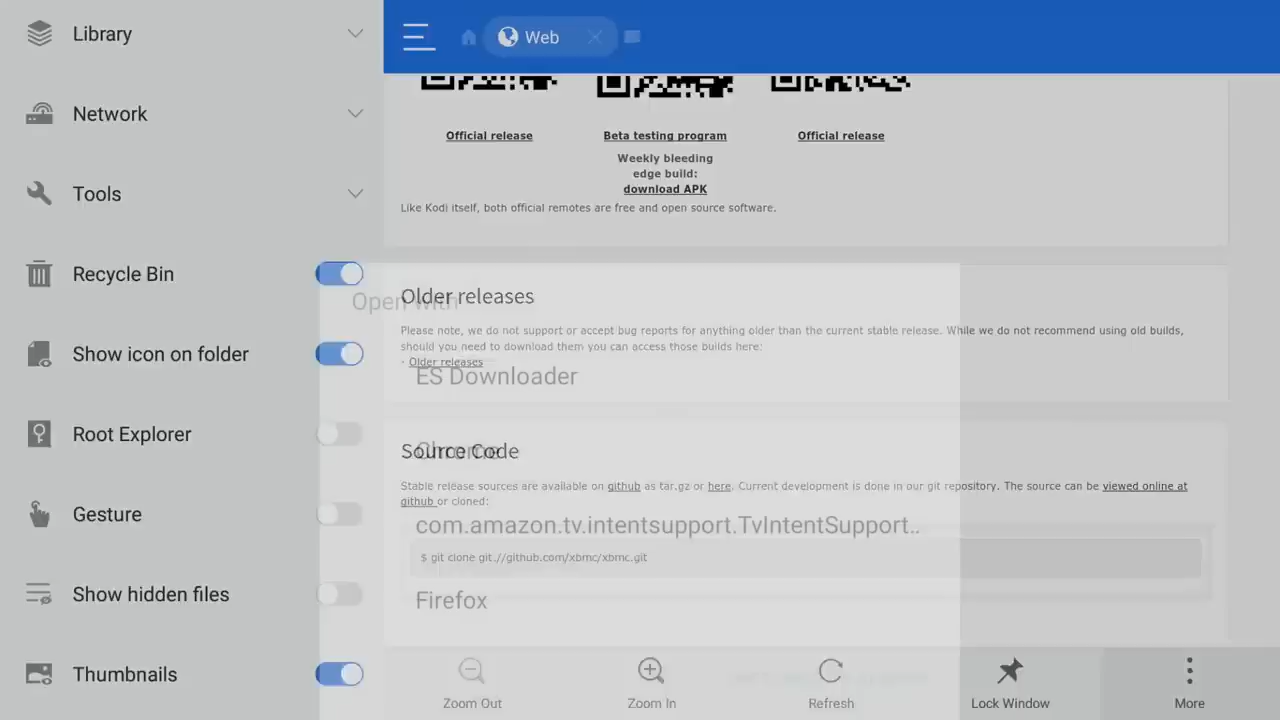 Library
Network
Tools
Recycle Bin
Show icon on folder
Root Explorer
Gesture
Show hidden files
Thumbnails
Web
Official release
Beta testing program
Official release
Weekly bleeding
edge build:
download APK
Like Kodi itself, both official remotes are free and open source software.
Open with
Older releases
Please note, we do not support or accept bug reports for anything older than the current stable release. While we do not recommend using old builds,
should you need to download them you can access those builds here:
· Older releases
ES Downloader
Source Code
Chrome
Stable release sources are available on github as tar.gz or here. Current development is done in our git repository. The source can be viewed online at
github or cloned:
com.amazon.tv.intentsupport.TvIntentSupport..
$ git clone git://github.com/xbmc/xbmc.git
Firefox
Zoom Out
Zoom In
Refresh
Lock Window
More